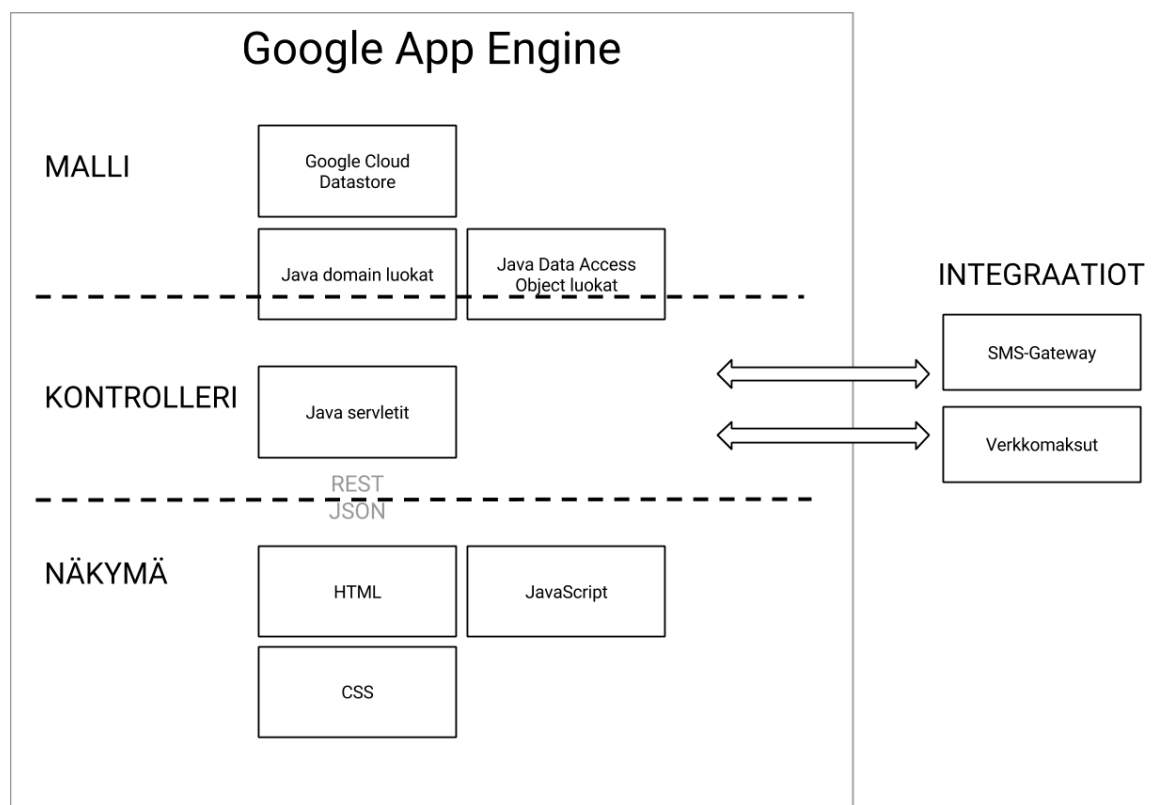 Google App Engine
MALLI
Google Cloud
Datastore
Java domain luokat
Java Data Access
Object luokat
INTEGRAATIOT
SMS-Gateway
KONTROLLERI
Java servletit
Verkkomaksut
REST
JSON
NÄKYMÄ
HTML
JavaScript
CSS